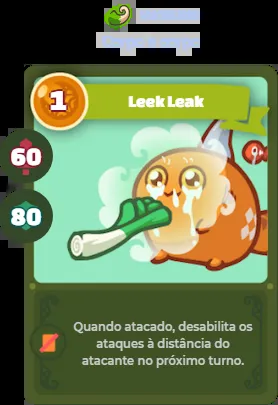 1
Leek Leak
60
80
Quando atacado, desabilita os
ataques à distância do
atacante no próximo turno.